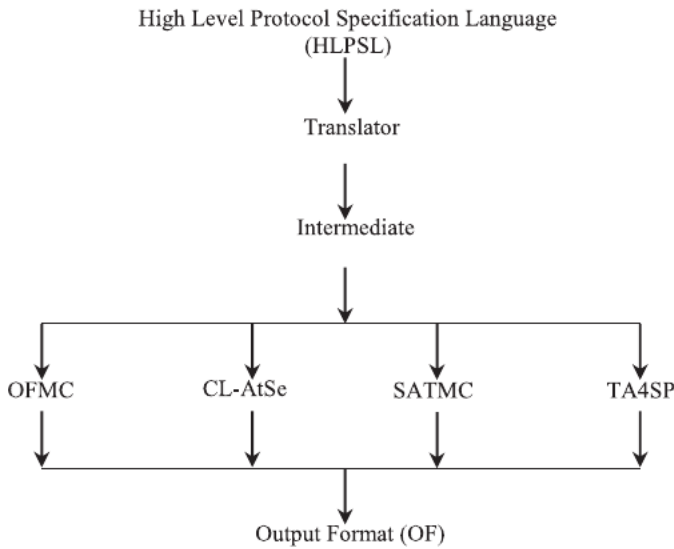 High Level Protocol Specification Language
(HLPSL)
Translator
Intermediate
OFMC
CL-AtSe
SATMC
TA4SP
Output Format (OF)